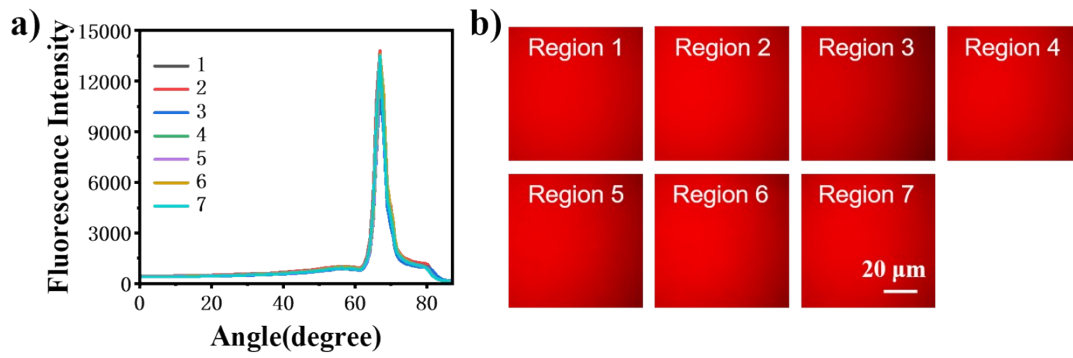 a)
Fluorescence Intensity
15000
12000
9000
6000
3000
0
1
2
3
4
5
6
7
0
20
40
60
80
Angle(degree)
b)
Region 1
Region 2
Region 3
Region 4
Region 5
Region 6
Region 7
20 μm